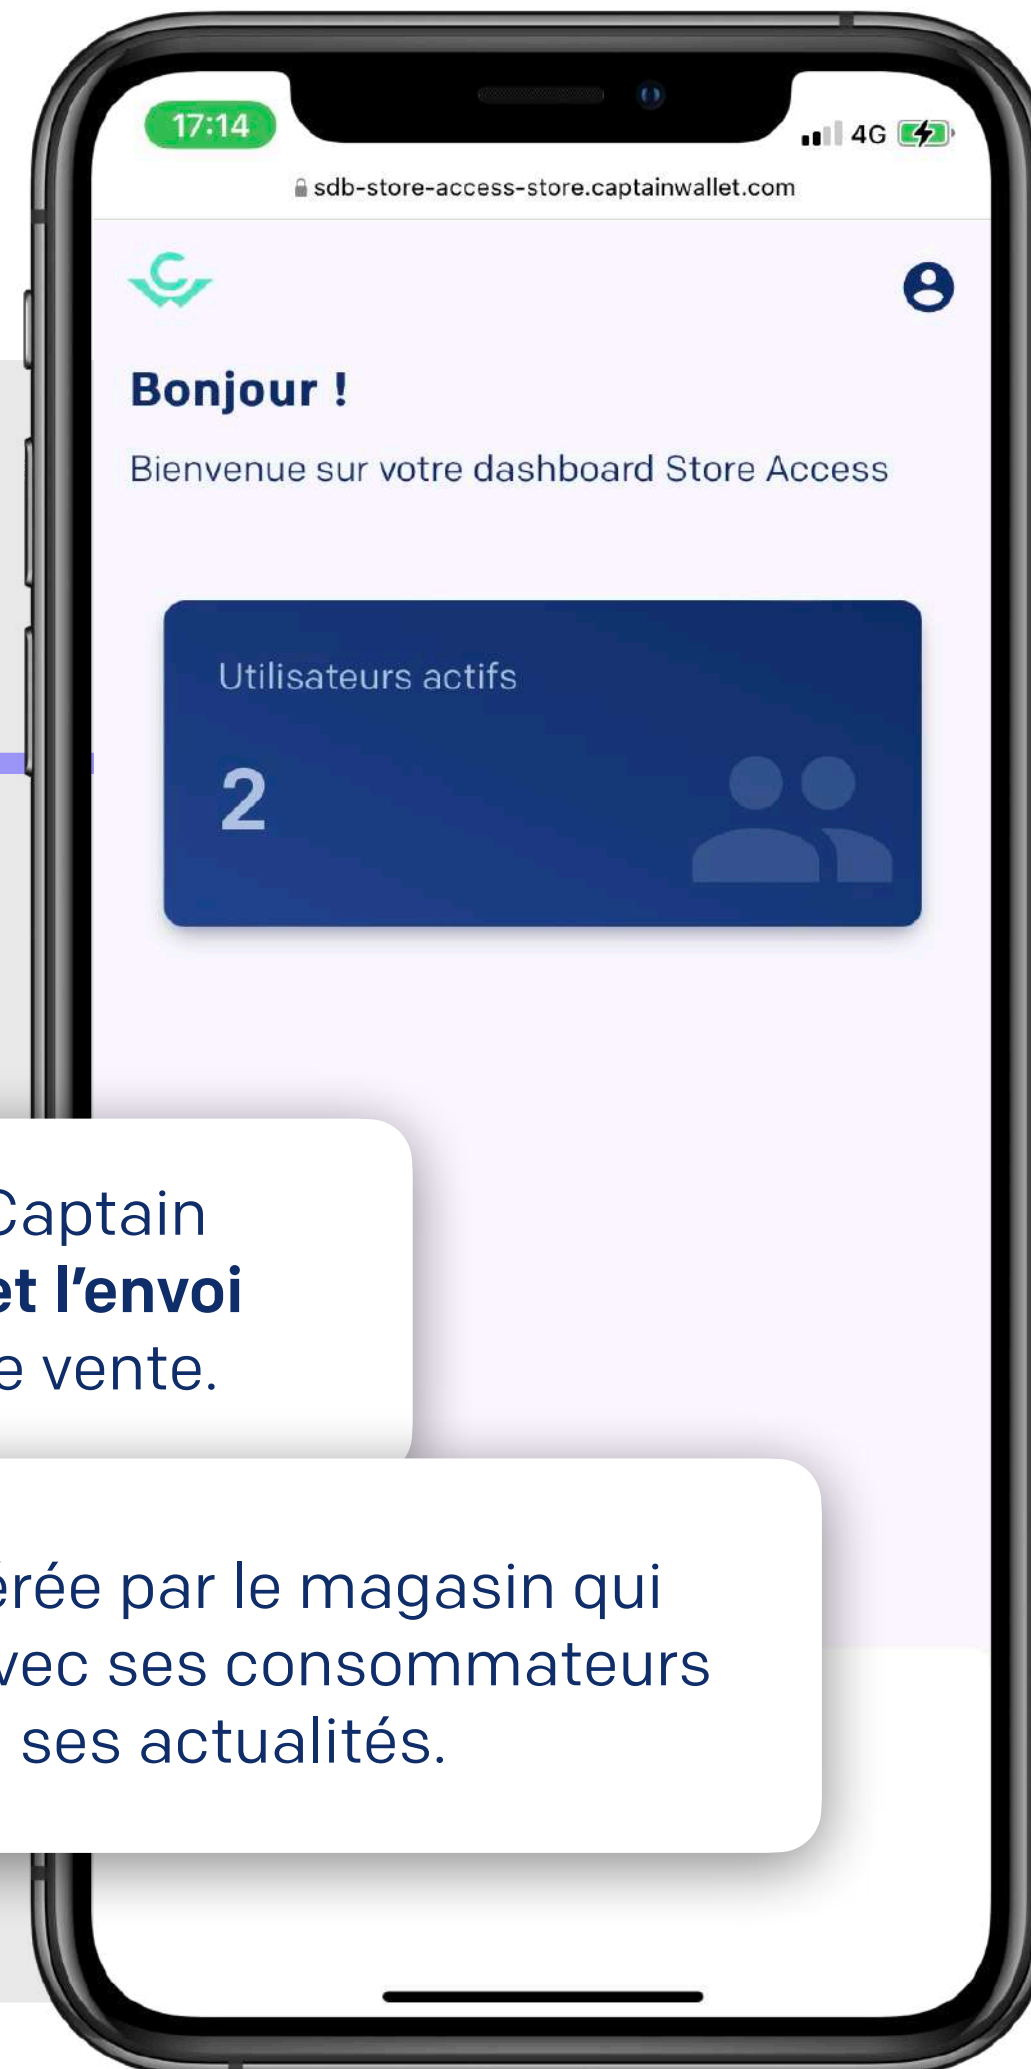 17:14
4G
sdb-store-access-store.captainwallet.com
Bonjour !
Bienvenue sur votre dashboard Store Access
Utilisateurs actifs
2
Captain
et l'envoi
e vente.
érée par le magasin qui
vec ses consommateurs
ses actualités.